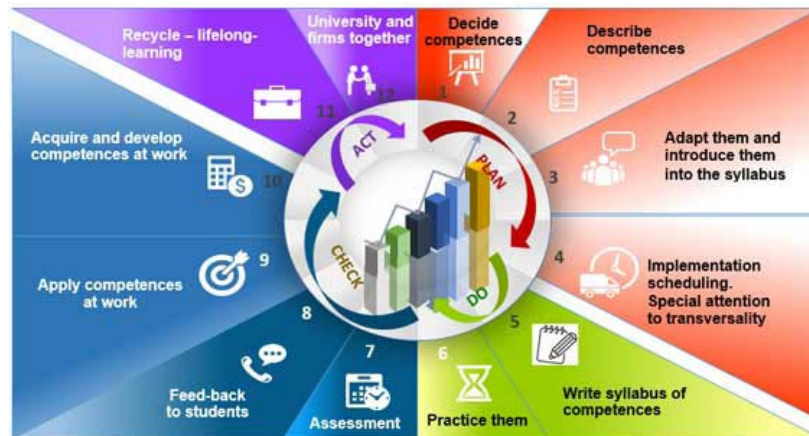 Decide
competences
1
Describe
competences
2
Adapt them and
introduce them
into the syllabus
3
Implementation
scheduling.
Special attention
to transversality
4
Write syllabus of
competences
5
Practice them
6
Assessment
7
Feed-back
to students
8
Apply competences
at work
9
Acquire and develop
competences at work
10
Recycle – lifelong-
learning
11
University and
firms together
12
PLAN
DO
CHECK
ACT
$